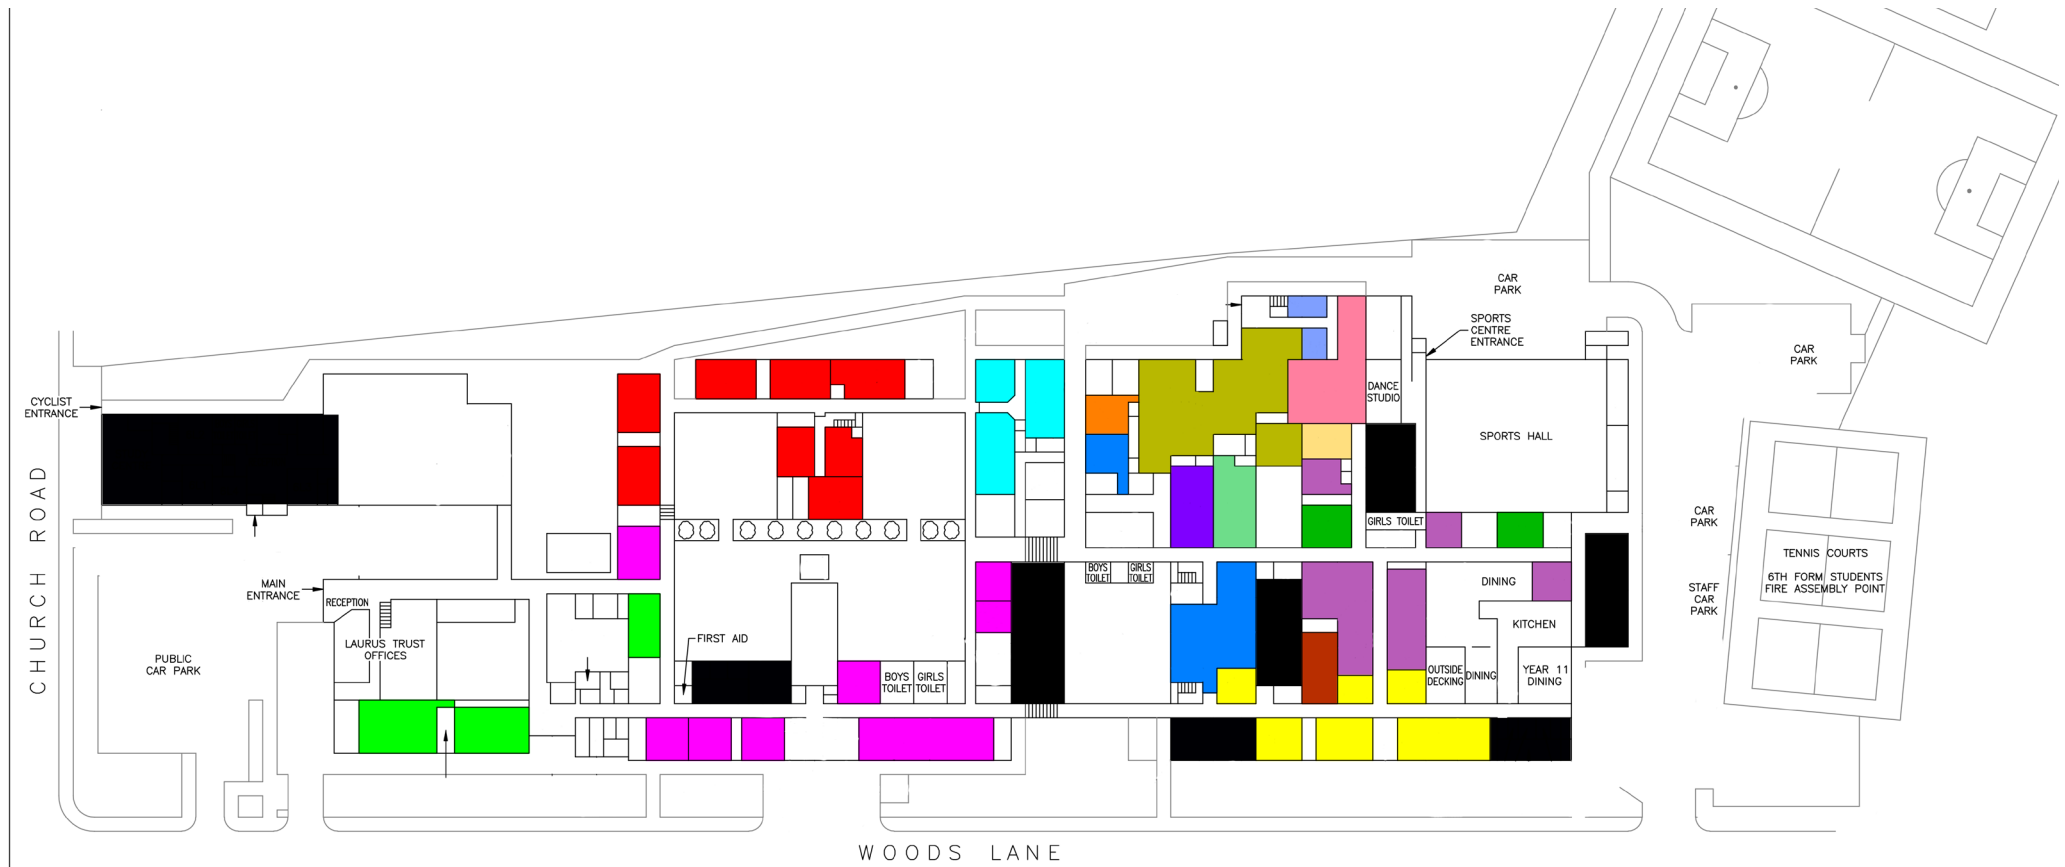 CAR
PARK
SPORTS
CENTRE
ENTRANCE
CAR
PARK
DANCE
STUDIO
CYCLIST
ENTRANCE
SPORTS HALL
CHURCH ROAD
CAR
PARK
GIRLS TOILET
TENNIS COURTS
6TH FORM STUDENTS
FIRE ASSEMBLY POINT
BOYS
TOILET
GIRLS
TOILET
DINING
MAIN
ENTRANCE
RECEPTION
STAFF
CAR
PARK
KITCHEN
FIRST AID
LAURUS TRUST
OFFICES
PUBLIC
CAR PARK
BOYS
TOILET
GIRLS
TOILET
OUTSIDE
DECKING
DINING
YEAR 11
DINING
WOODS LANE